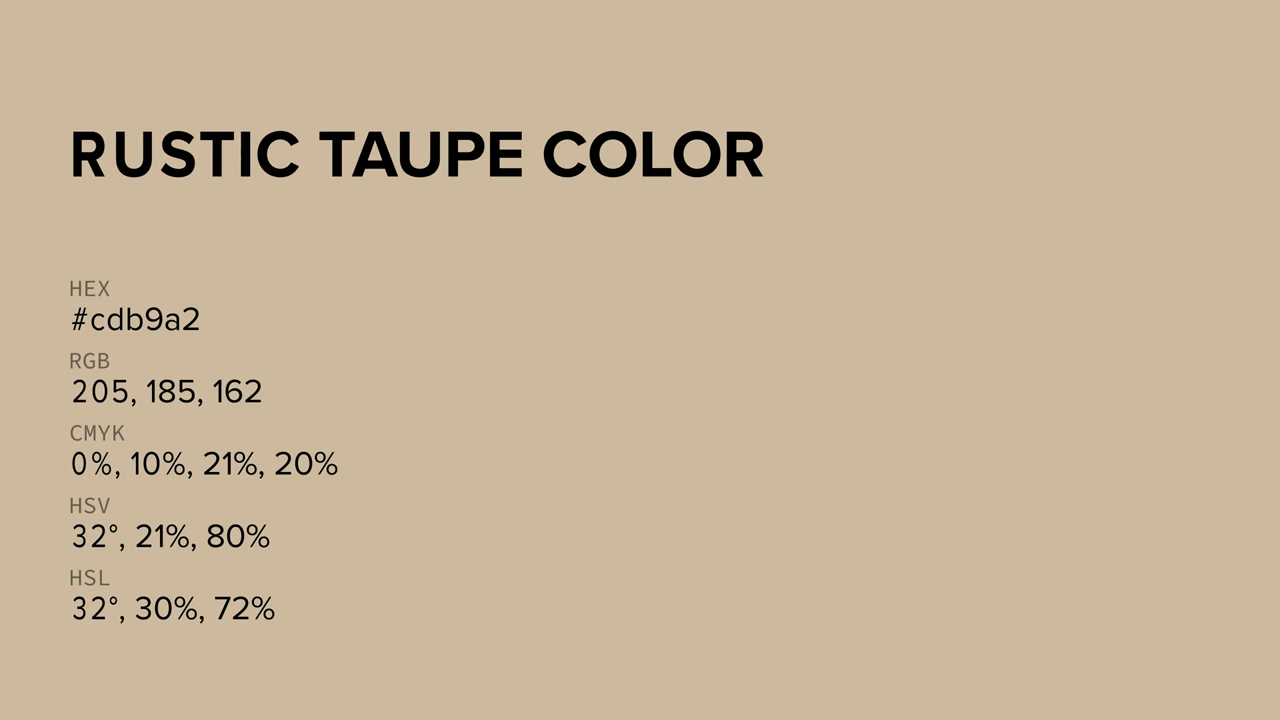 RUSTIC TAUPE COLOR
HEX
#cdb9a2
RGB
205, 185, 162
CMYK
0%, 10%, 21%, 20%
HSV
32°, 21%, 80%
HSL
32°, 30%, 72%